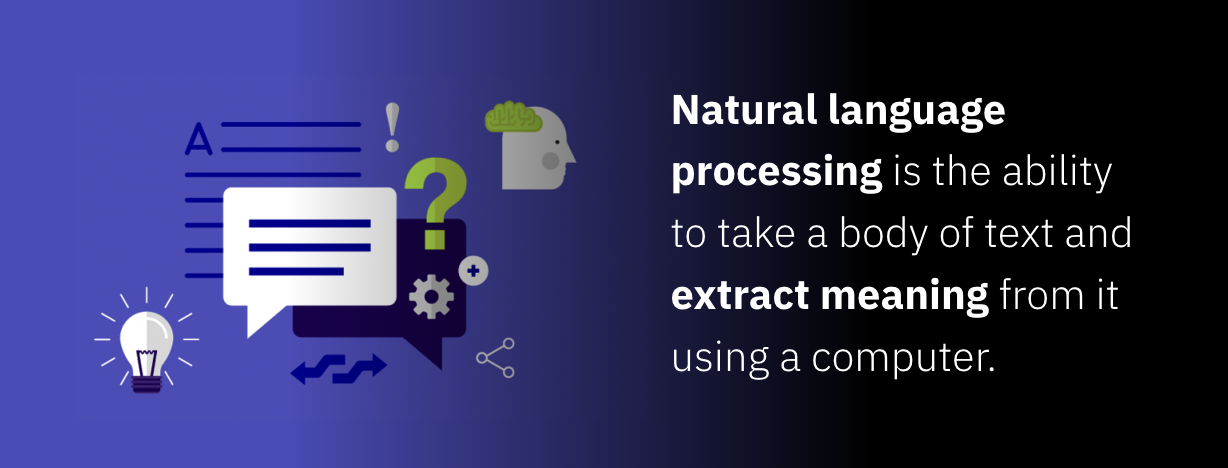 A
!
?
Natural language
processing is the ability
to take a body of text and
extract meaning from it
using a computer.